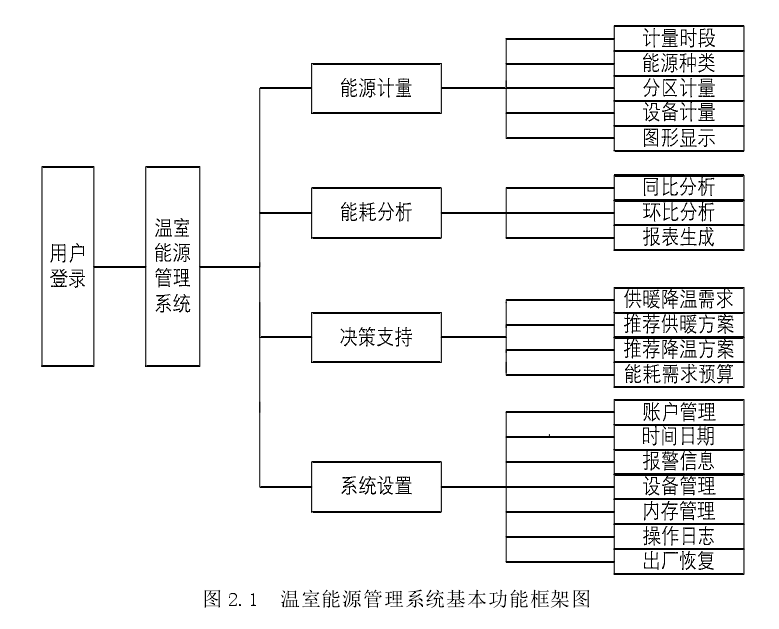 用户
登录
温室
能源
管理
系统
能源计量
计量时段
能源种类
分区计量
设备计量
图形显示
能耗分析
同比分析
环比分析
报表生成
决策支持
供暖降温需求
推荐供暖方案
推荐降温方案
能耗需求预算
系统设置
账户管理
时间日期
报警信息
设备管理
内存管理
操作日志
出厂恢复
图 2.1 温室能源管理系统基本功能框架图